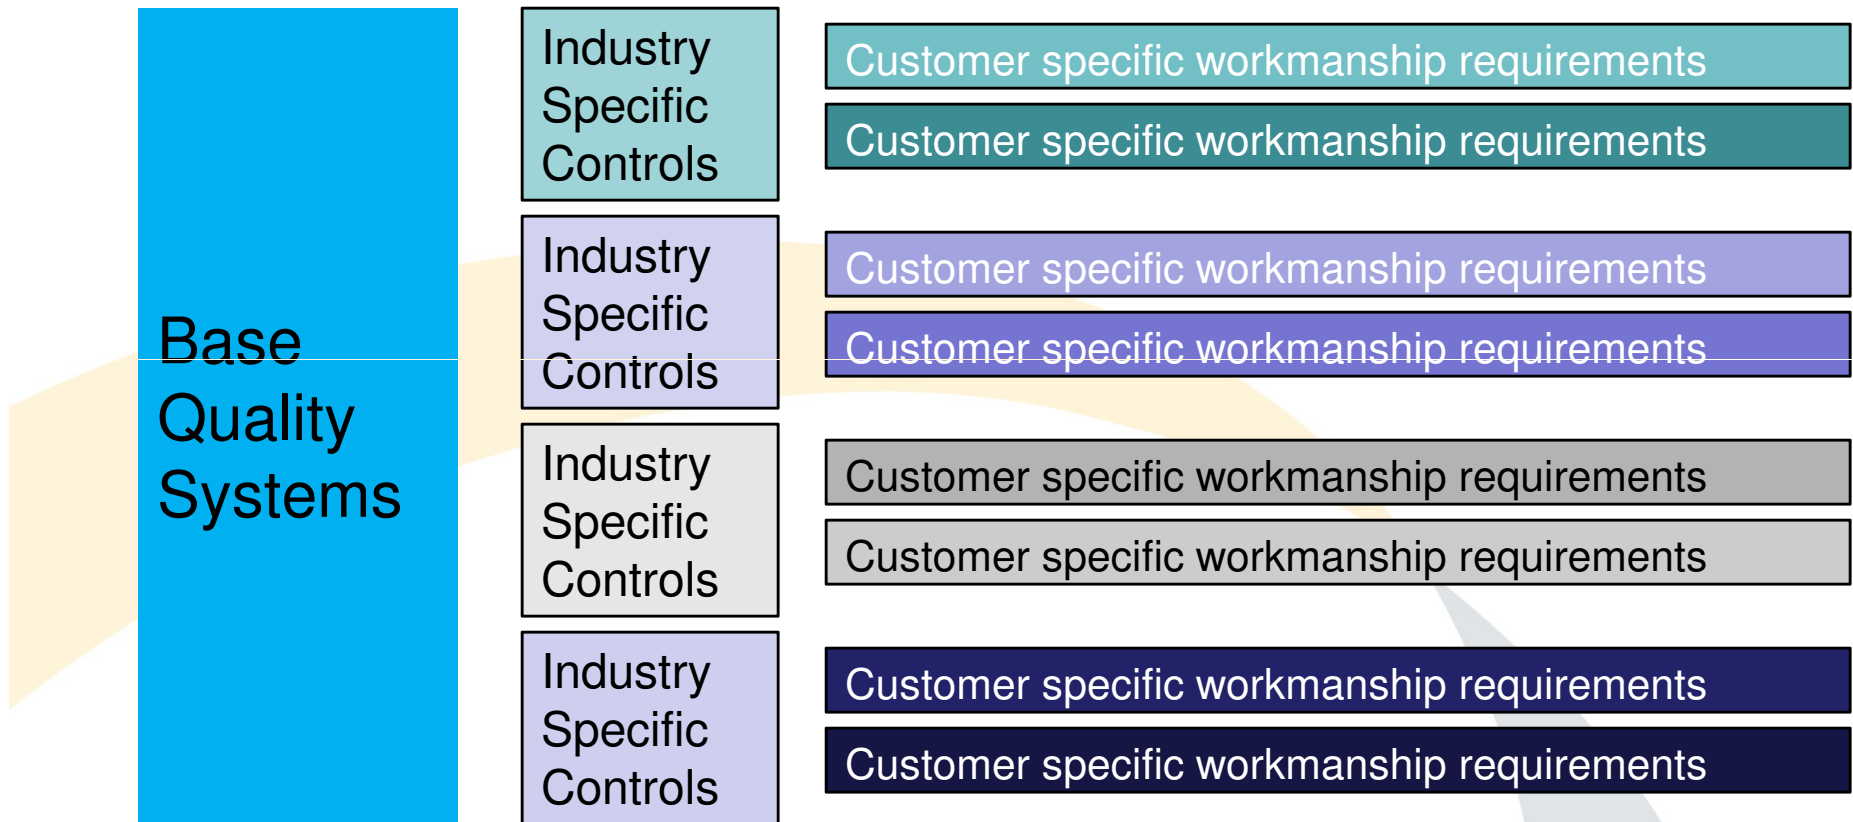 Base
Quality
Systems
Industry
Specific
Controls
Customer specific workmanship requirements
Customer specific workmanship requirements
Industry
Specific
Controls
Customer specific workmanship requirements
Customer specific workmanship requirements
Industry
Specific
Controls
Customer specific workmanship requirements
Customer specific workmanship requirements
Industry
Specific
Controls
Customer specific workmanship requirements
Customer specific workmanship requirements